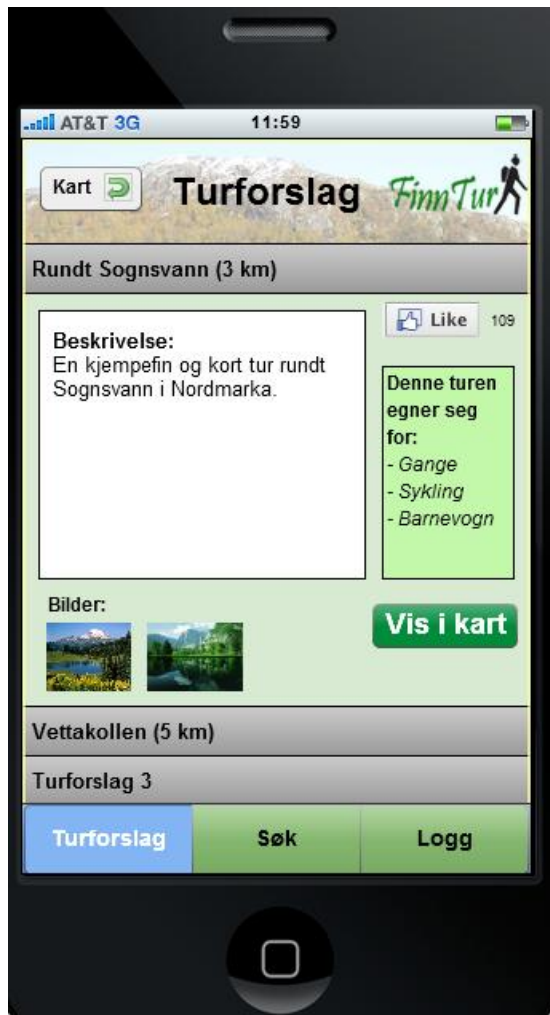 AT&T 3G 11:59
Kart Turforslag FinnTur
Rundt Sognsvann (3 km)
Like 109
Beskrivelse:
En kjempefin og kort tur rundt
Sognsvann i Nordmarka.
Denne turen
egner seg
for:
- Gange
- Sykling
- Barnevogn
Bilder:
Vis i kart
Vettakollen (5 km)
Turforslag 3
Turforslag Søk Logg